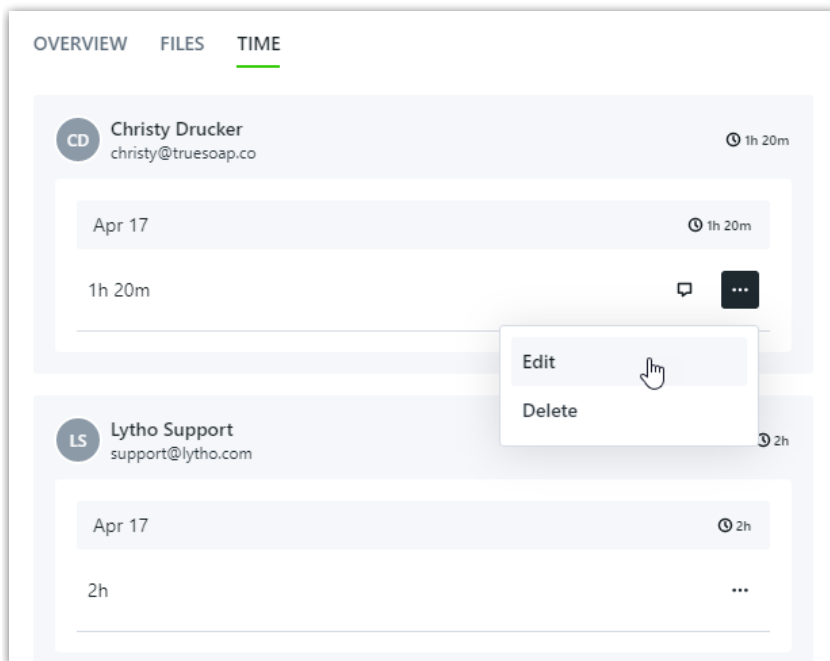 OVERVIEW FILES TIME
CD Christy Drucker
christy@truesoap.co
1h 20m
Apr 17 1h 20m
1h 20m
Edit
Delete
LS Lytho Support
support@lytho.com
2h
Apr 17 2h
2h